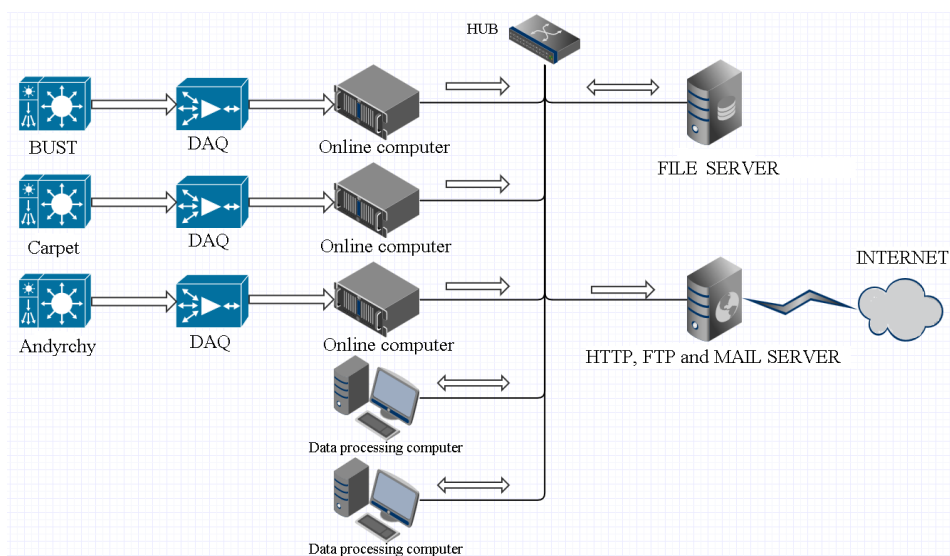 HUB
BUST
DAQ
Online computer
FILE SERVER
Carpet
DAQ
Online computer
INTERNET
Andyrchy
DAQ
Online computer
HTTP, FTP and MAIL SERVER
Data processing computer
Data processing computer